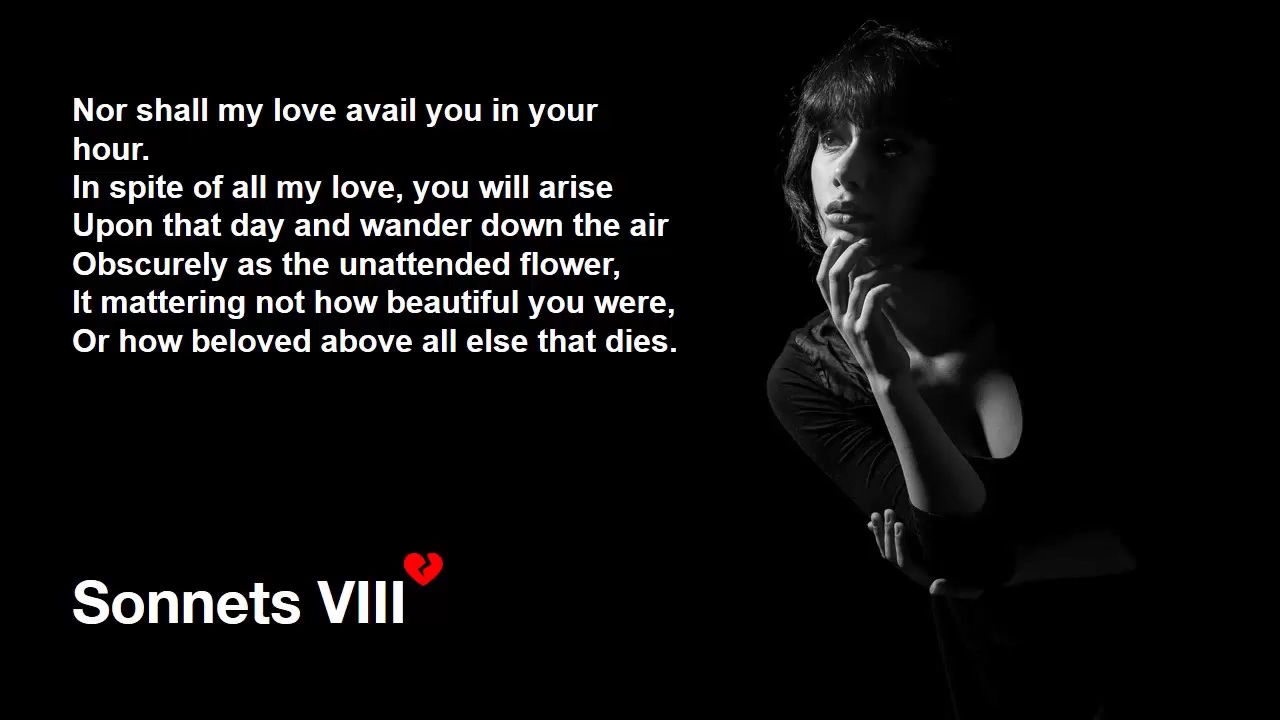 Nor shall my love avail you in your
hour.
In spite of all my love, you will arise
Upon that day and wander down the air
Obscurely as the unattended flower,
It mattering not how beautiful you were,
Or how beloved above all else that dies.
Sonnets VIII